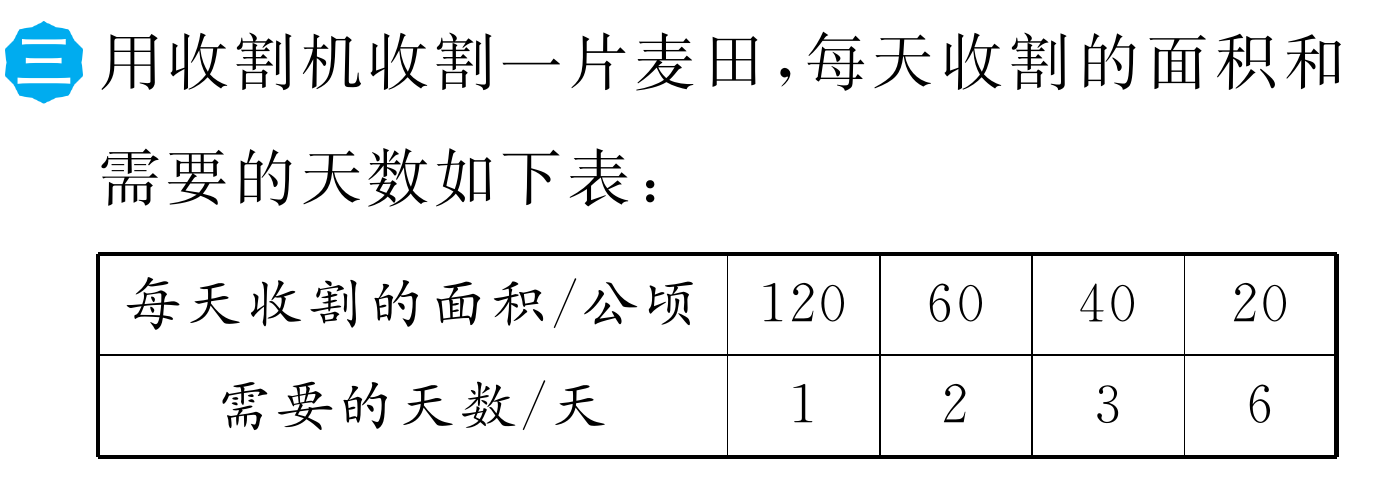 三 用收割机收割一片麦田,每天收割的面积和
需要的天数如下表:
每天收割的面积/公顷 120 60 40 20
需要的天数/天 1 2 3 6